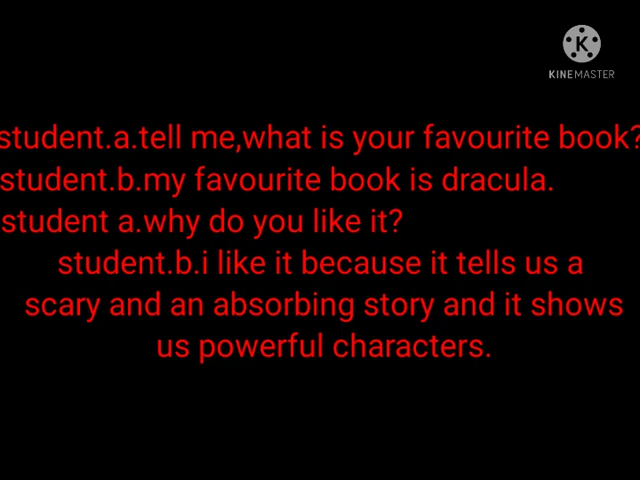 KINEMASTER
student.a.tell me,what is your favourite book?
student.b.my favourite book is dracula.
student a.why do you like it?
student.b.i like it because it tells us a
scary and an absorbing story and it shows
us powerful characters.